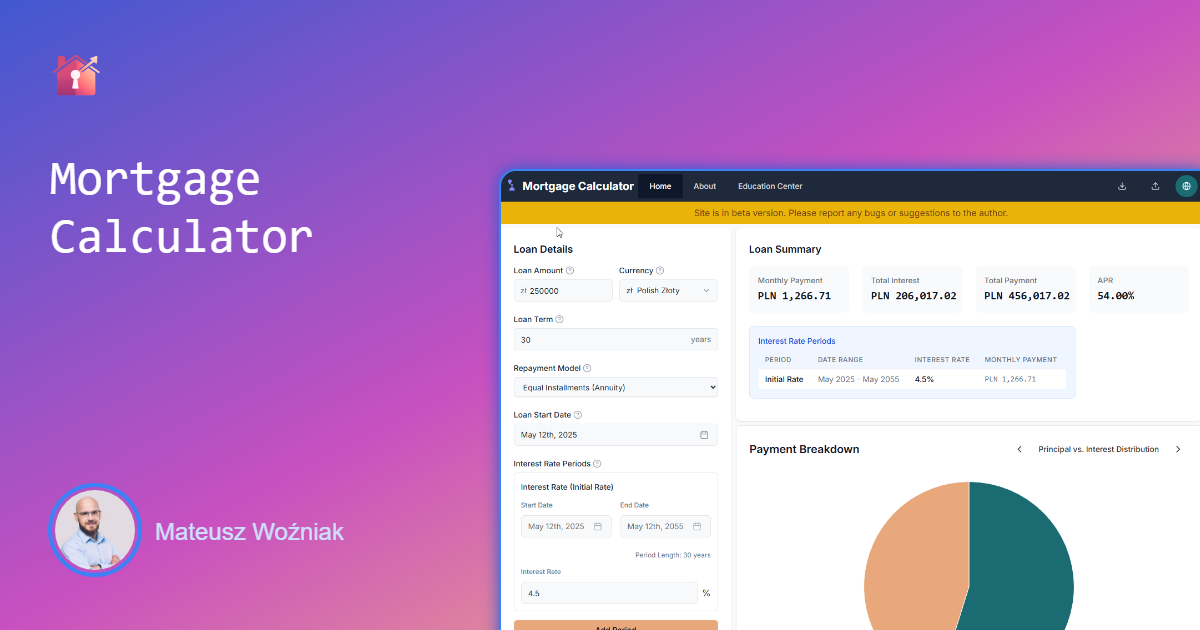 Mortgage
Calculator
Mateusz Woźniak
Mortgage Calculator Home About Education Center
Site is in beta version. Please report any bugs or suggestions to the author.
Loan Details
Loan Amount Currency
zł 250000 zł Polish Złoty
Loan Term
30 years
Repayment Model
Equal Installments (Annuity)
Loan Start Date
May 12th, 2025
Interest Rate Periods
Interest Rate (Initial Rate)
Start Date End Date
May 12th, 2025 May 12th, 2055
Period Length: 30 years
Interest Rate
4.5 %
Add Period
Loan Summary
Monthly Payment Total Interest Total Payment APR
PLN 1,266.71 PLN 206,017.02 PLN 456,017.02 54.00%
Interest Rate Periods
PERIOD DATE RANGE INTEREST RATE MONTHLY PAYMENT
Initial Rate May 2025 - May 2055 4.5% PLN 1,266.71
Payment Breakdown Principal vs. Interest Distribution